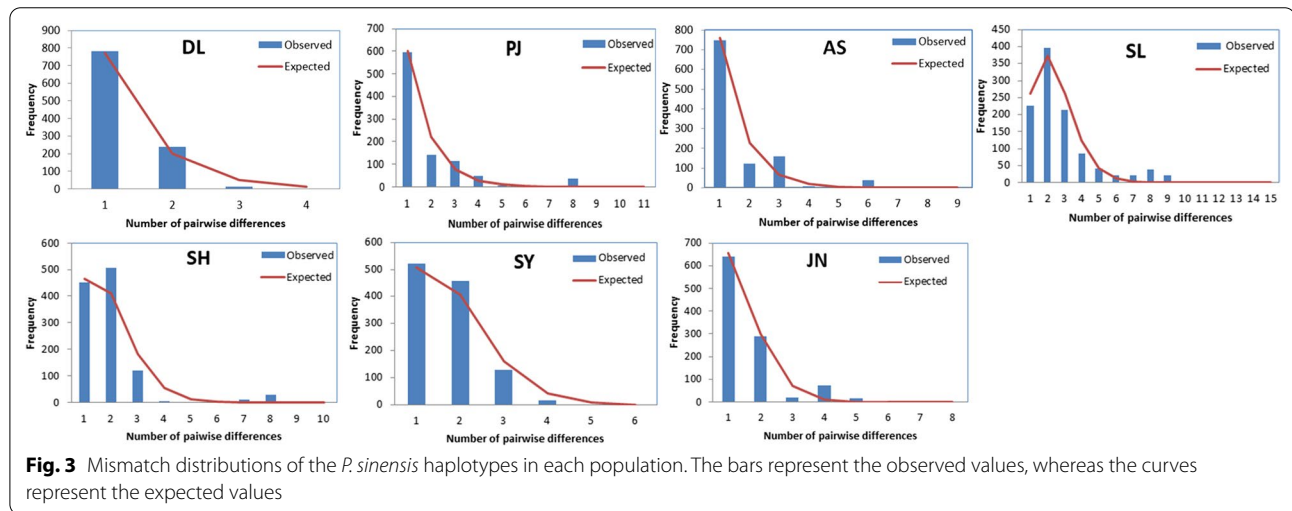 DL
Observed
Expected
Frequency
900
800
700
600
500
400
300
200
100
0
1 2 3 4
Number of pairwise differences
PJ
Observed
Expected
Frequency
700
600
500
400
300
200
100
0
1 2 3 4 5 6 7 8 9 10 11
Number of pairwise differences
AS
Observed
Expected
Frequency
800
700
600
500
400
300
200
100
0
1 2 3 4 5 6 7 8 9
Number of pairwise differences
SL
Observed
Expected
Frequency
450
400
350
300
250
200
150
100
50
0
1 2 3 4 5 6 7 8 9 10 11 12 13 14 15
Number of pairwise differences
SH
Observed
Expected
Frequency
600
500
400
300
200
100
0
1 2 3 4 5 6 7 8 9 10
Number of pairwise differences
SY
Observed
Expected
Frequency
600
500
400
300
200
100
0
1 2 3 4 5 6
Number of pairwise differences
JN
Observed
Expected
Frequency
700
600
500
400
300
200
100
0
1 2 3 4 5 6 7 8
Number of pairwise differences
Fig. 3 Mismatch distributions of the P. sinensis haplotypes in each population. The bars represent the observed values, whereas the curves
represent the expected values